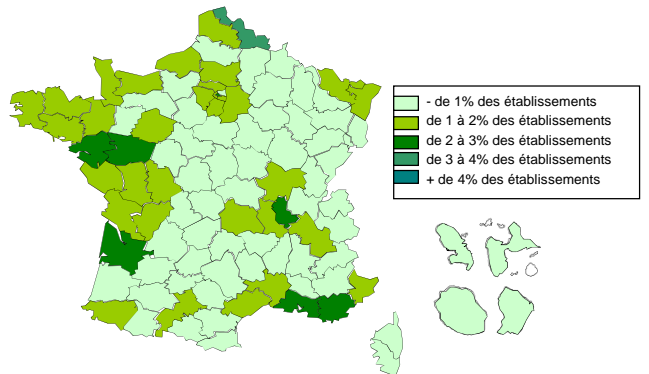 - de 1% des établissements
de 1 à 2% des établissements
de 2 à 3% des établissements
de 3 à 4% des établissements
+ de 4% des établissements